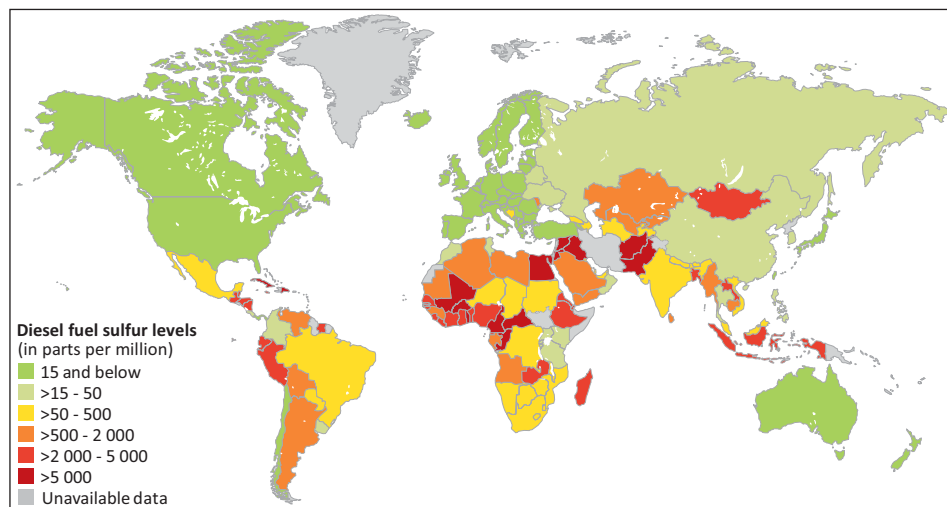 Diesel fuel sulfur levels
(in parts per million)
15 and below
>15 - 50
>50 - 500
>500 - 2 000
>2 000 - 5 000
>5 000
Unavailable data